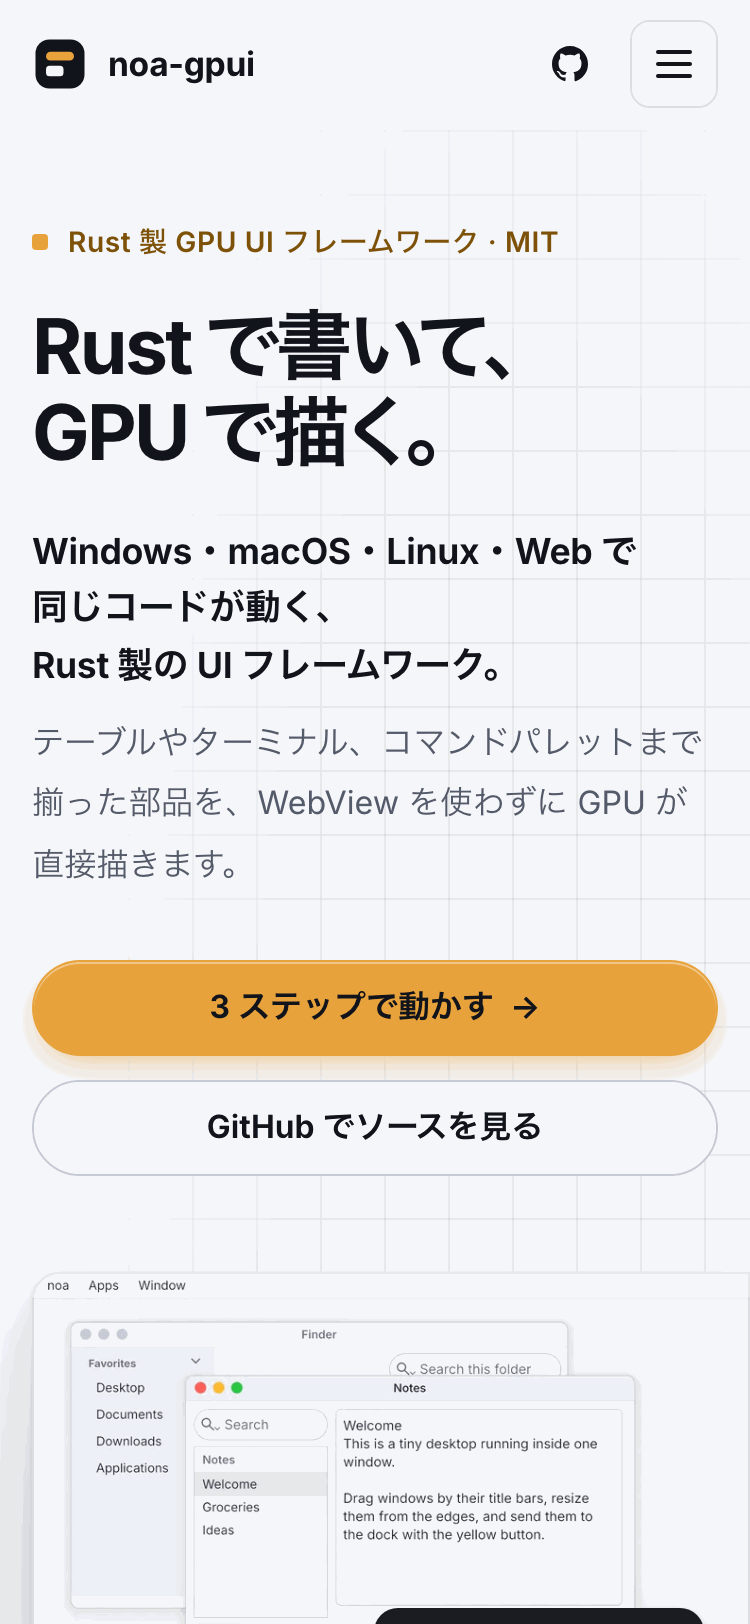 noa-gpui
Rust 製 GPU UI フレームワーク · MIT
Rust で書いて、
GPU で描く。
Windows・macOS・Linux・Web で
同じコードが動く、
Rust 製の UI フレームワーク。
テーブルやターミナル、コマンドパレットまで
揃った部品を、WebView を使わずに GPU が
直接描きます。
3 ステップで動かす →
GitHub でソースを見る
noa Apps Window
Finder
Favorites
Search this folder
Desktop
Documents
Downloads
Applications
Notes
Search
Notes
Welcome
Groceries
Ideas
Welcome
This is a tiny desktop running inside one
window.
Drag windows by their title bars, resize
them from the edges, and send them to
the dock with the yellow button.